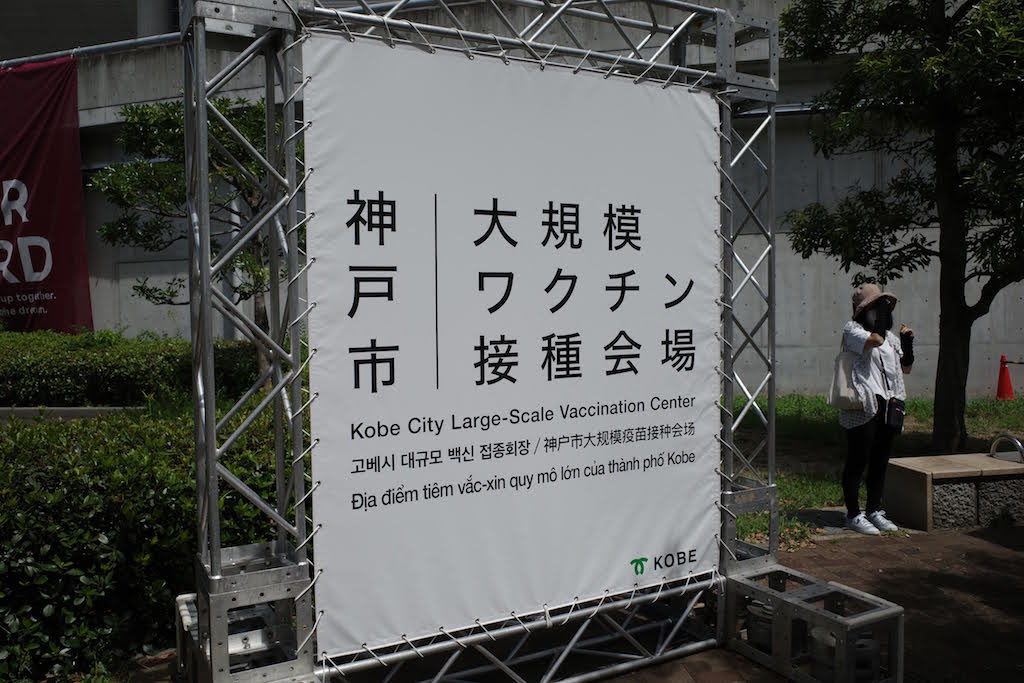 神戸市
大規模
ワクチン
接種会場
Kobe City Large-Scale Vaccination Center
고베시 대규모 백신 접종회장 / 神户市大规模疫苗接种会场
Địa điểm tiêm vắc-xin quy mô lớn của thành phố Kobe
KOBE
up together.